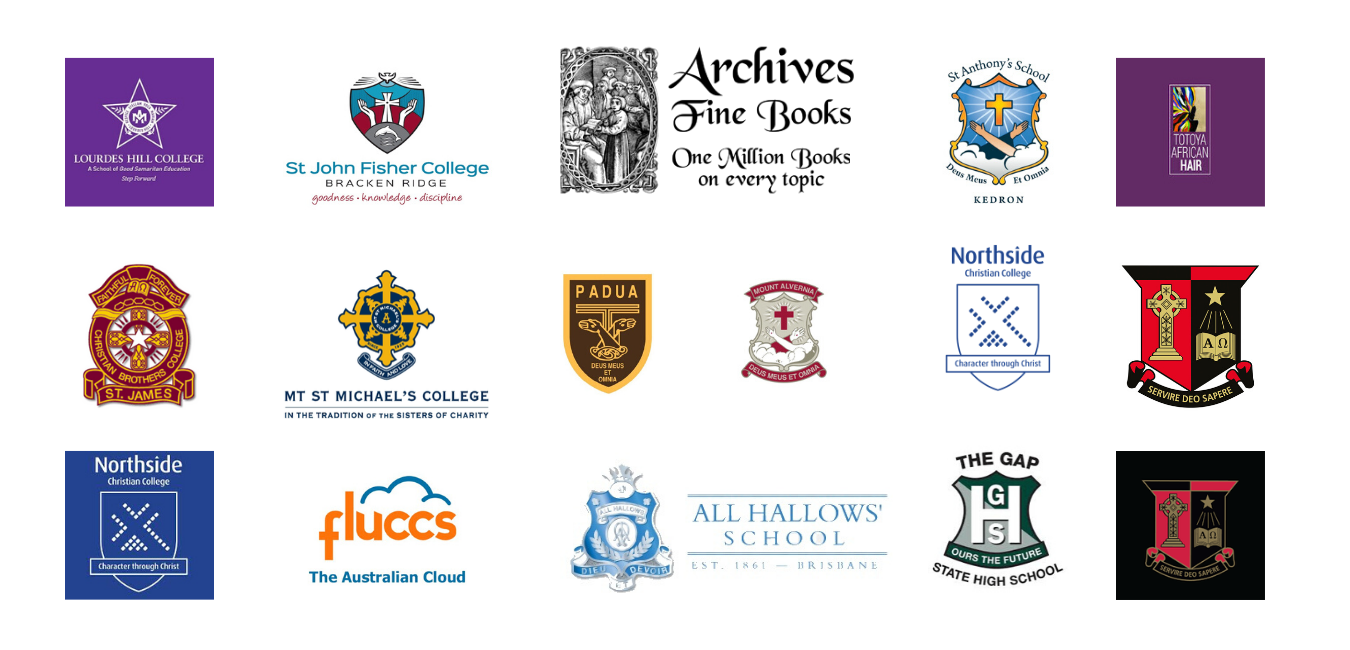 LOURDES HILL COLLEGE
A School of Good Samaritan Education
Step Forward
St John Fisher College
BRACKEN RIDGE
goodness • knowledge • discipline
Archives
Fine Books
One Million Books
on every topic
St Anthony's School
Deus Meus Et Omnia
KEDRON
TOTOYA
AFRICAN
HAIR
FAITHFUL FOREVER
CHRISTIAN BROTHERS COLLEGE
ST. JAMES
MT ST MICHAEL'S COLLEGE
A
IN FAITH AND LOVE
MT ST MICHAEL'S COLLEGE
IN THE TRADITION OF THE SISTERS OF CHARITY
PADUA
DEUS MEUS
ET
OMNIA
MOUNT ALVERNIA
DEUS MEUS ET OMNIA
Northside
Christian College
Character through Christ
Α Ω
SERVIRE DEO SAPERE
Northside
Christian College
Character through Christ
fluccs
The Australian Cloud
ALL HALLOWS
DIEU ET DEVOIR
ALL HALLOWS'
SCHOOL
EST. 1861 — BRISBANE
THE GAP
G
H
S
OURS THE FUTURE
STATE HIGH SCHOOL
Α Ω
SERVIRE DEO SAPERE